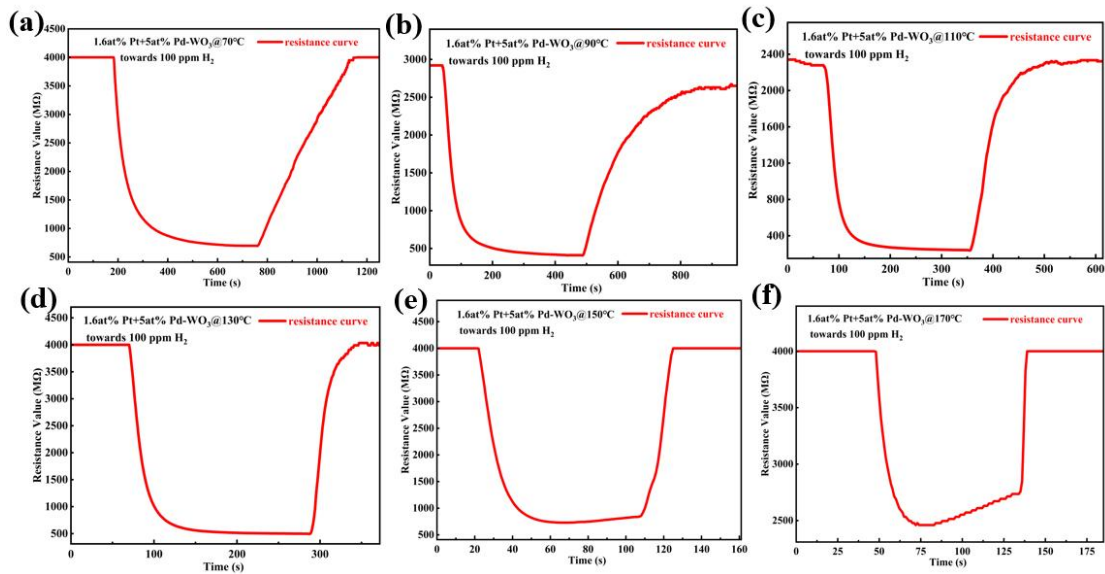 (a)
1.6at% Pt+5at% Pd-WO₃@70℃ resistance curve
towards 100 ppm H₂
Resistance Value (MΩ)
4500
4000
3500
3000
2500
2000
1500
1000
500
0 200 400 600 800 1000 1200
Time (s)
(b)
1.6at% Pt+5at% Pd-WO₃@90℃ resistance curve
towards 100 ppm H₂
Resistance Value (MΩ)
3000
2500
2000
1500
1000
500
0 200 400 600 800
Time (s)
(c)
1.6at% Pt+5at% Pd-WO₃@110℃ resistance curve
towards 100 ppm H₂
Resistance Value (MΩ)
2400
2000
1600
1200
800
400
0 100 200 300 400 500 600
Time (s)
(d)
1.6at% Pt+5at% Pd-WO₃@130℃ resistance curve
towards 100 ppm H₂
Resistance Value (MΩ)
4500
4000
3500
3000
2500
2000
1500
1000
500
0 100 200 300
Time (s)
(e)
1.6at% Pt+5at% Pd-WO₃@150℃ resistance curve
towards 100 ppm H₂
Resistance Value (MΩ)
4500
4000
3500
3000
2500
2000
1500
1000
500
0 20 40 60 80 100 120 140 160
Time (s)
(f)
1.6at% Pt+5at% Pd-WO₃@170℃ resistance curve
towards 100 ppm H₂
Resistance Value (MΩ)
4000
3500
3000
2500
0 25 50 75 100 125 150 175
Time (s)